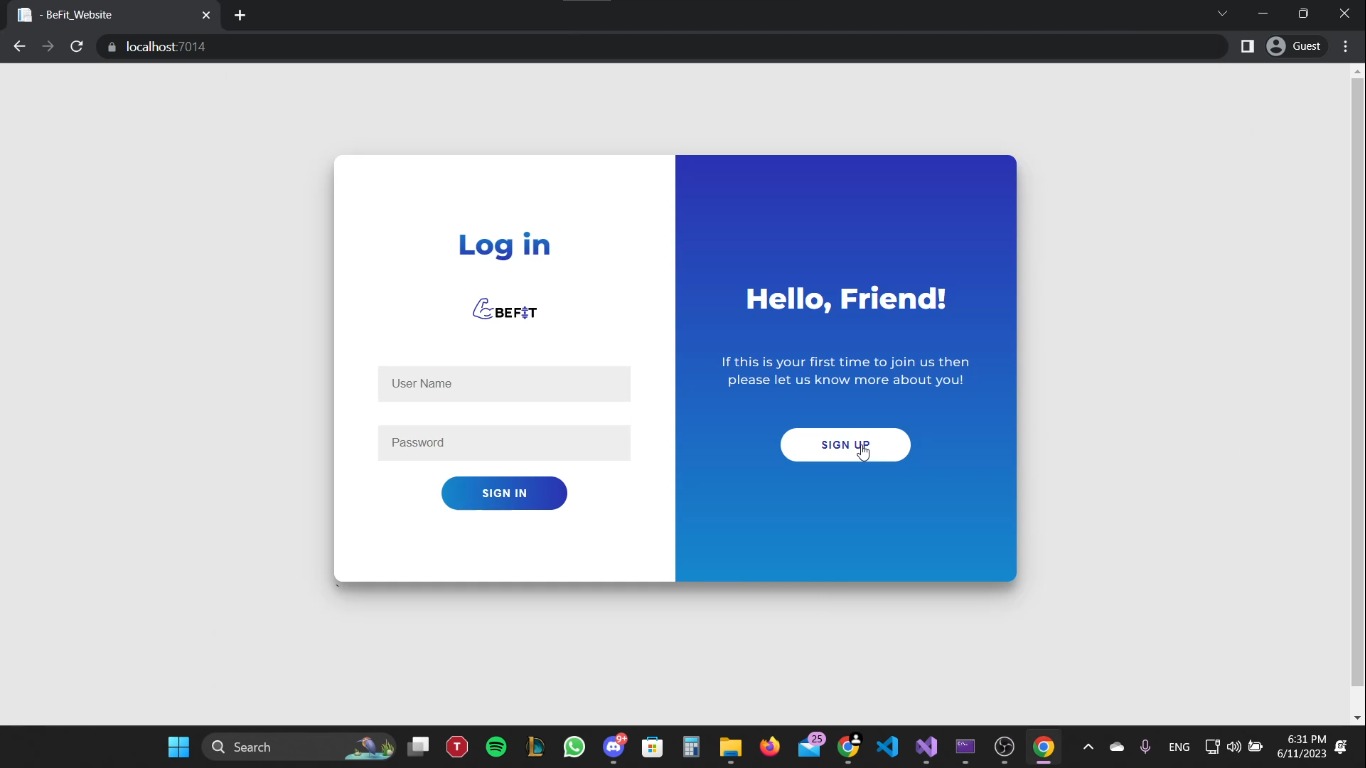 - BeFit_Website
localhost:7014
Guest
Log in
BEFIT
User Name
Password
SIGN IN
Hello, Friend!
If this is your first time to join us then
please let us know more about you!
SIGN UP
Search
T
9+
25
ENG
6:31 PM
6/11/2023